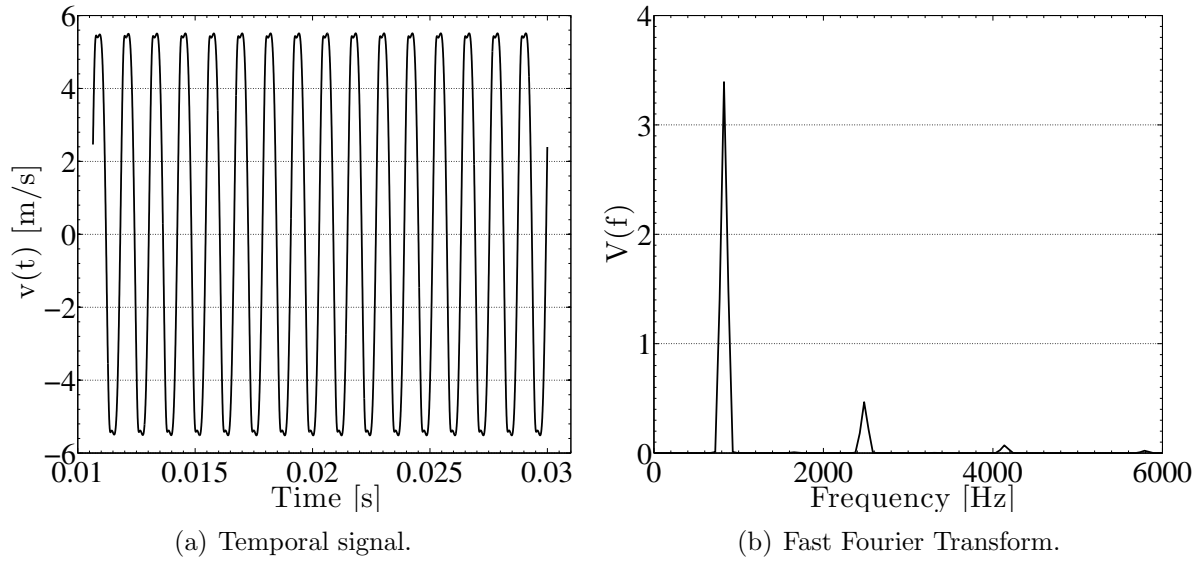 6
4
2
0
−2
−4
−6
v(t) [m/s]
0.01 0.015 0.02 0.025 0.03
Time [s]
(a) Temporal signal.
4
3
2
1
0
V(f)
0 2000 4000 6000
Frequency [Hz]
(b) Fast Fourier Transform.